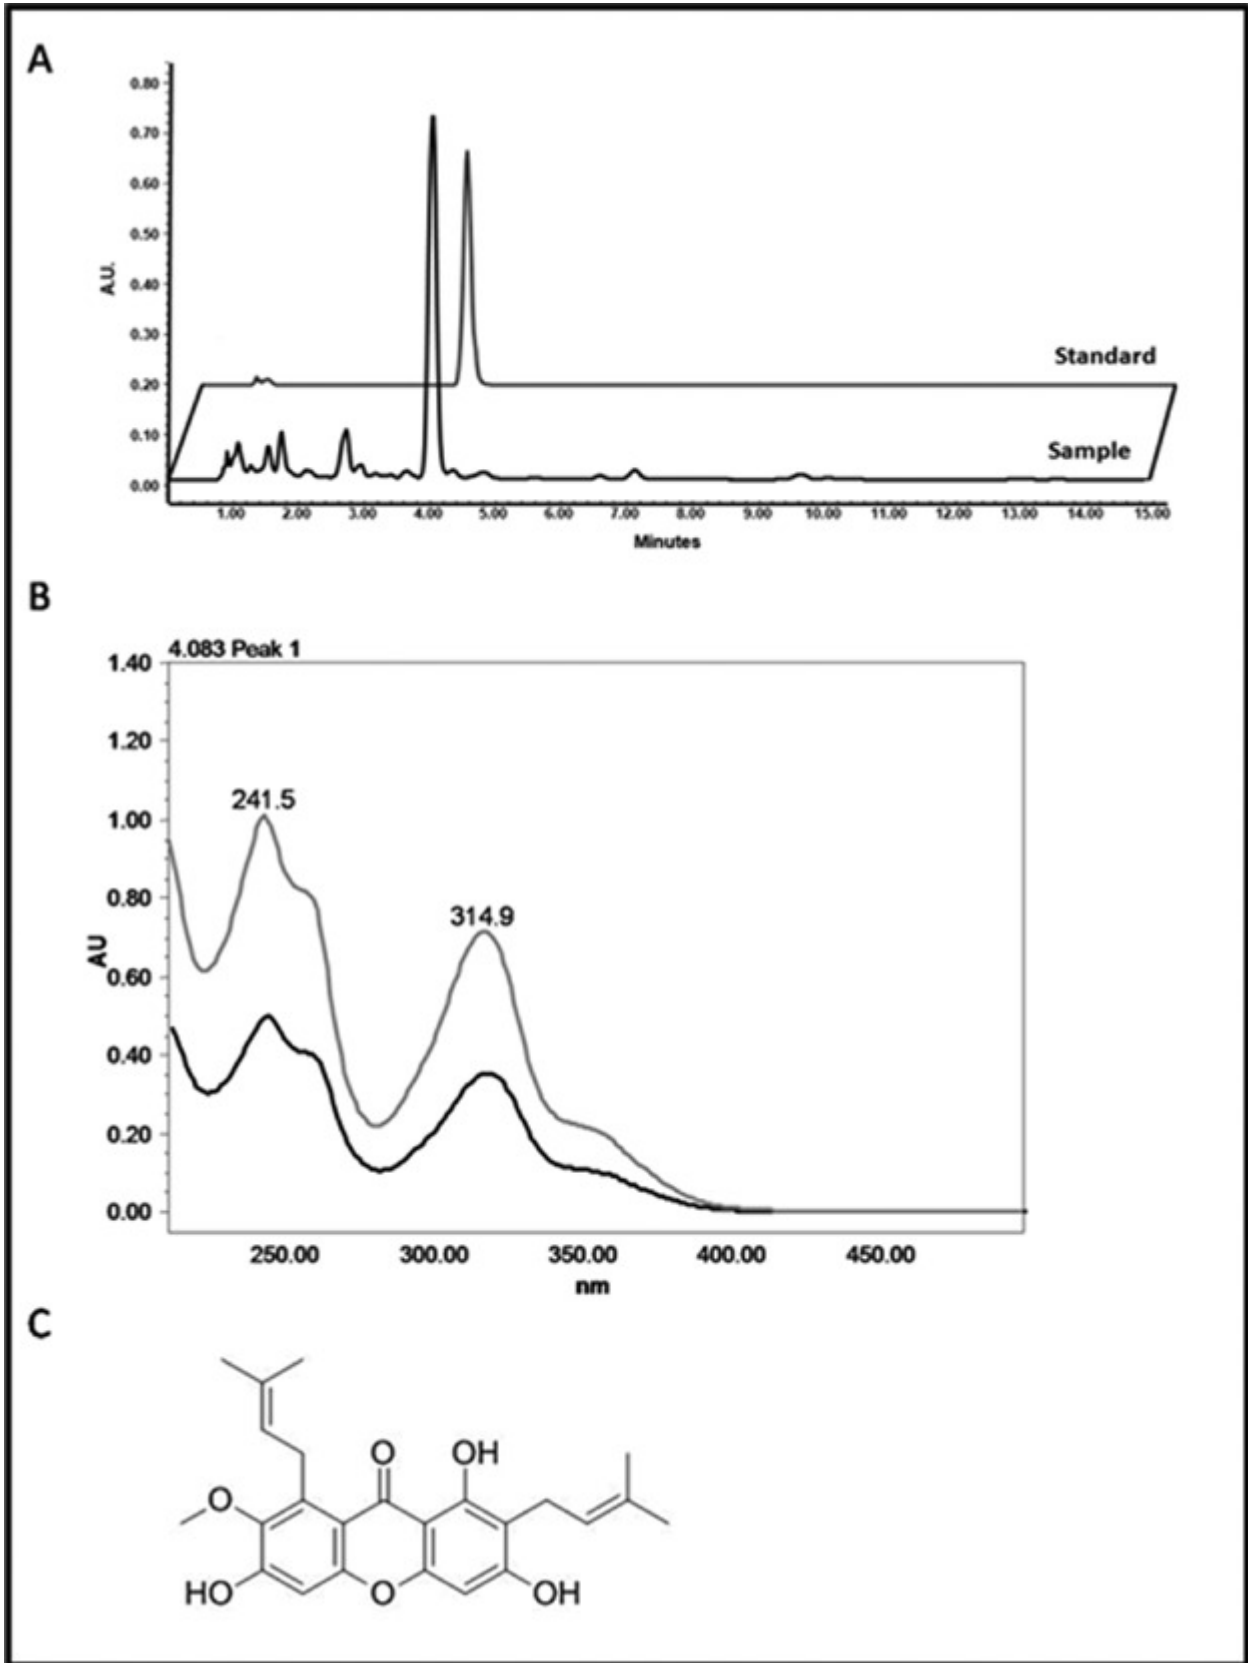 A
0.80
0.70
0.60
0.50
0.40
0.30
0.20
0.10
0.00
A.U.
Standard
Sample
1.00 2.00 3.00 4.00 5.00 6.00 7.00 8.00 9.00 10.00 11.00 12.00 13.00 14.00 15.00
Minutes
B
4.083 Peak 1
1.40
1.20
1.00
0.80
0.60
0.40
0.20
0.00
AU
241.5
314.9
250.00 300.00 350.00 400.00 450.00
nm
C
O OH
O
HO O OH